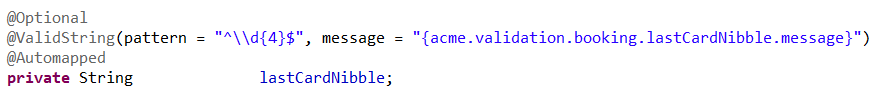 @Optional
@ValidString(pattern = "^\\d{4}$", message = "{acme.validation.booking.lastCardNibble.message}")
@Automapped
private String lastCardNibble;